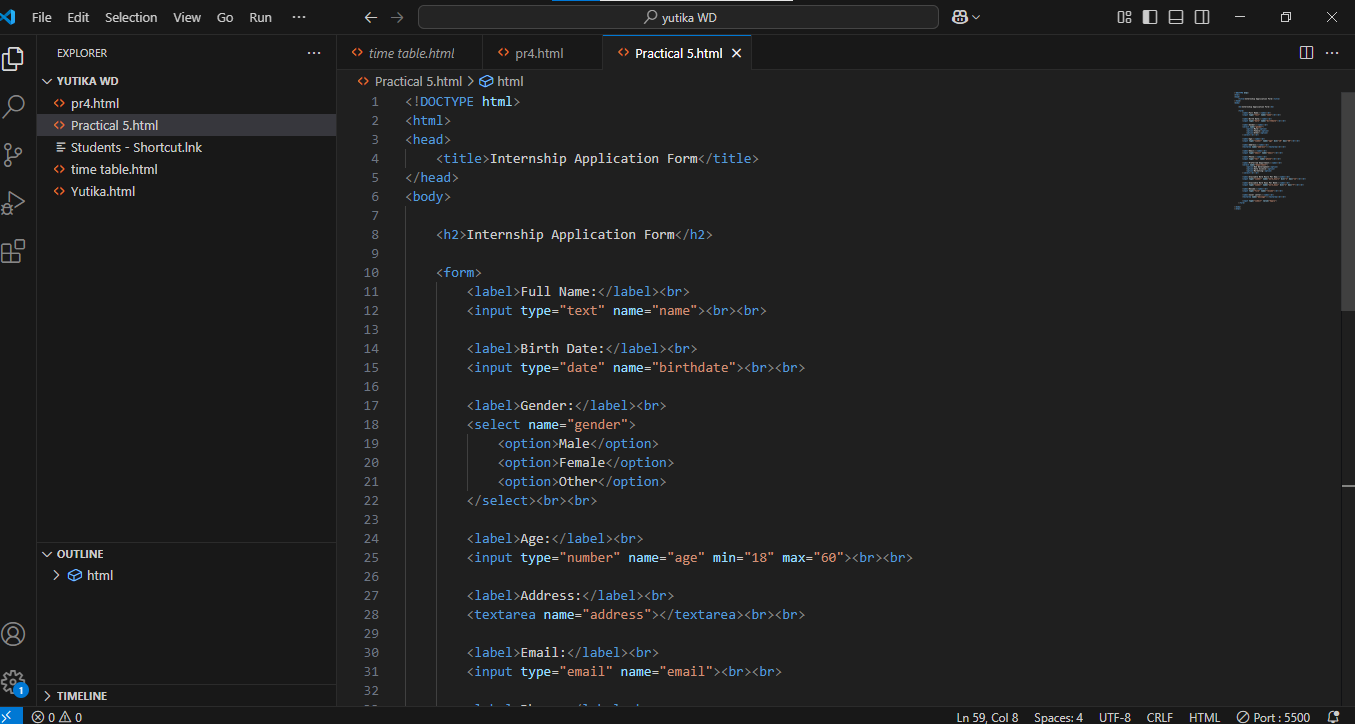 File Edit Selection View Go Run ···
yutika WD
EXPLORER ···
YUTIKA WD
pr4.html
Practical 5.html
Students - Shortcut.lnk
time table.html
Yutika.html
OUTLINE
html
TIMELINE
1
time table.html pr4.html Practical 5.html
Practical 5.html > html
1 <!DOCTYPE html>
2 <html>
3 <head>
4 <title>Internship Application Form</title>
5 </head>
6 <body>
7
8 <h2>Internship Application Form</h2>
9
10 <form>
11 <label>Full Name:</label><br>
12 <input type="text" name="name"><br><br>
13
14 <label>Birth Date:</label><br>
15 <input type="date" name="birthdate"><br><br>
16
17 <label>Gender:</label><br>
18 <select name="gender">
19 <option>Male</option>
20 <option>Female</option>
21 <option>Other</option>
22 </select><br><br>
23
24 <label>Age:</label><br>
25 <input type="number" name="age" min="18" max="60"><br><br>
26
27 <label>Address:</label><br>
28 <textarea name="address"></textarea><br><br>
29
30 <label>Email:</label><br>
31 <input type="email" name="email"><br><br>
32
0 0 Ln 59, Col 8 Spaces: 4 UTF-8 CRLF HTML Port : 5500